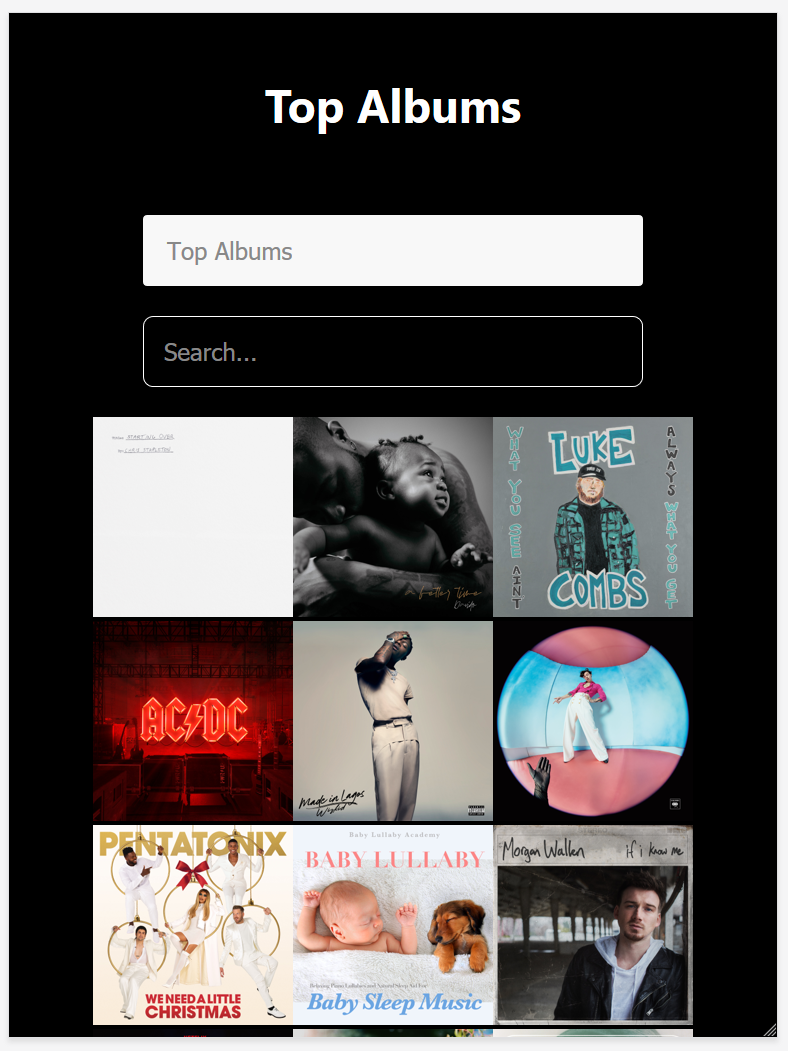 Top Albums
Top Albums
Search...
STARTING OVER
CHRIS STAPLETON
a better time
Davido
WHAT YOU SEE AINT
LUKE COMBS
ALWAYS WHAT YOU GET
AC/DC
Made in Lagos
Wizkid
PENTATONIX
WE NEED A LITTLE
CHRISTMAS
Baby Lullaby Academy
BABY LULLABY
Relaxing Piano Lullabies and Natural Sleep Aid For
Baby Sleep Music
Morgan Wallen
if i know me